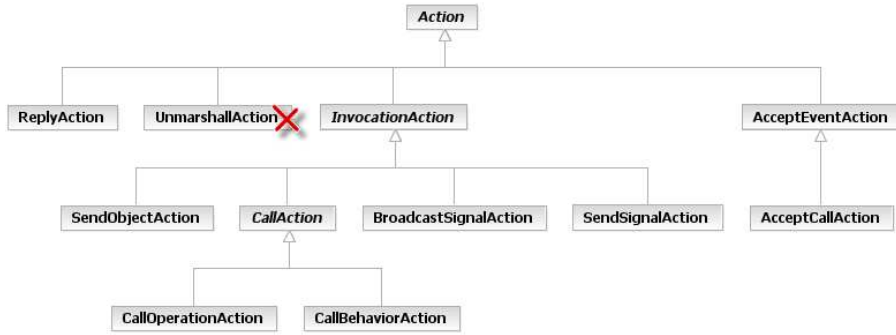 Action
ReplyAction
UnmarshallAction
InvocationAction
AcceptEventAction
SendObjectAction
CallAction
BroadcastSignalAction
SendSignalAction
AcceptCallAction
CallOperationAction
CallBehaviorAction